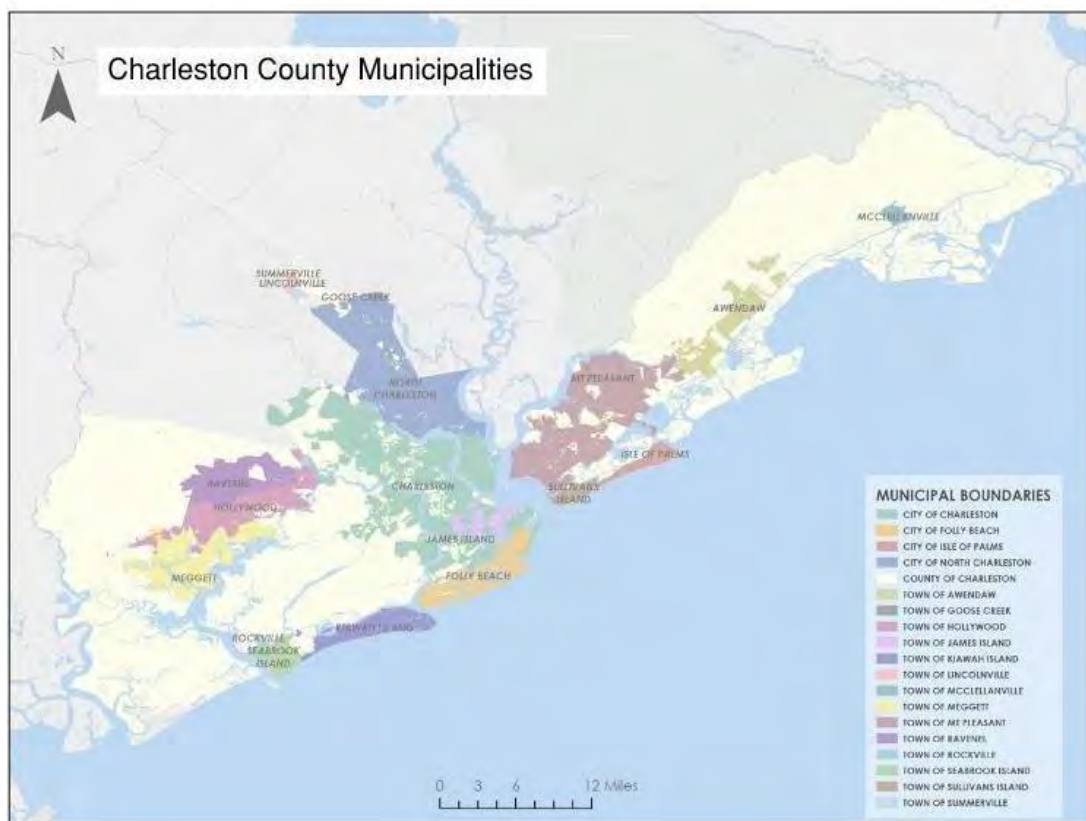 N
Charleston County Municipalities
MCCLELLANVILLE
SUMMERVILLE
LINCOLNVILLE
GOOSE CREEK
AWENDAW
MT PLEASANT
NORTH
CHARLESTON
ISLE OF PALMS
RAVENEL
CHARLESTON
SULLIVANS
ISLAND
HOLLYWOOD
JAMES ISLAND
MEGGETT
FOLLY BEACH
KIAWAH ISLAND
ROCKVILLE
SEABROOK
ISLAND
MUNICIPAL BOUNDARIES
CITY OF CHARLESTON
CITY OF FOLLY BEACH
CITY OF ISLE OF PALMS
CITY OF NORTH CHARLESTON
COUNTY OF CHARLESTON
TOWN OF AWENDAW
TOWN OF GOOSE CREEK
TOWN OF HOLLYWOOD
TOWN OF JAMES ISLAND
TOWN OF KIAWAH ISLAND
TOWN OF LINCOLNVILLE
TOWN OF MCCLELLANVILLE
TOWN OF MEGGETT
TOWN OF MT PLEASANT
TOWN OF RAVENEL
TOWN OF ROCKVILLE
TOWN OF SEABROOK ISLAND
TOWN OF SULLIVANS ISLAND
TOWN OF SUMMERVILLE
0 3 6 12 Miles